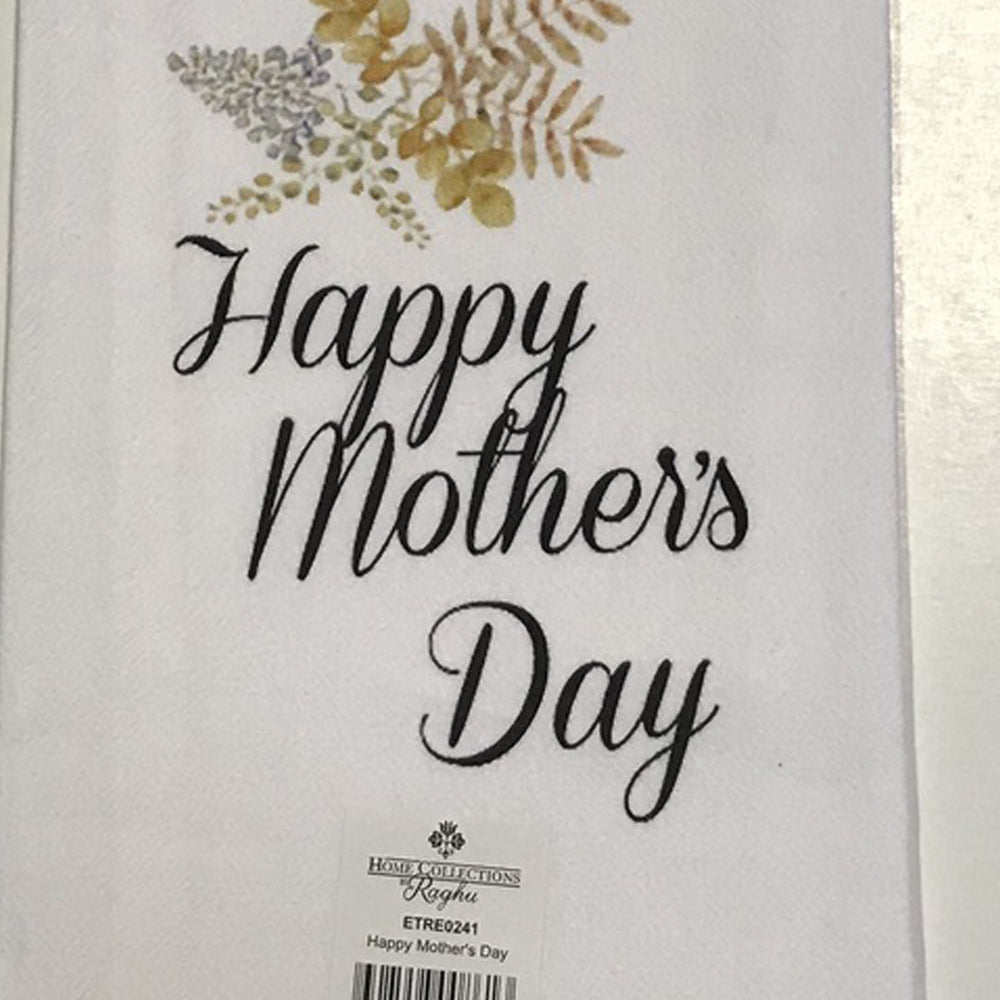 Happy
Mother's
Day
HOME COLLECTIONS
BY Raghu
ETRE0241
Happy Mother's Day